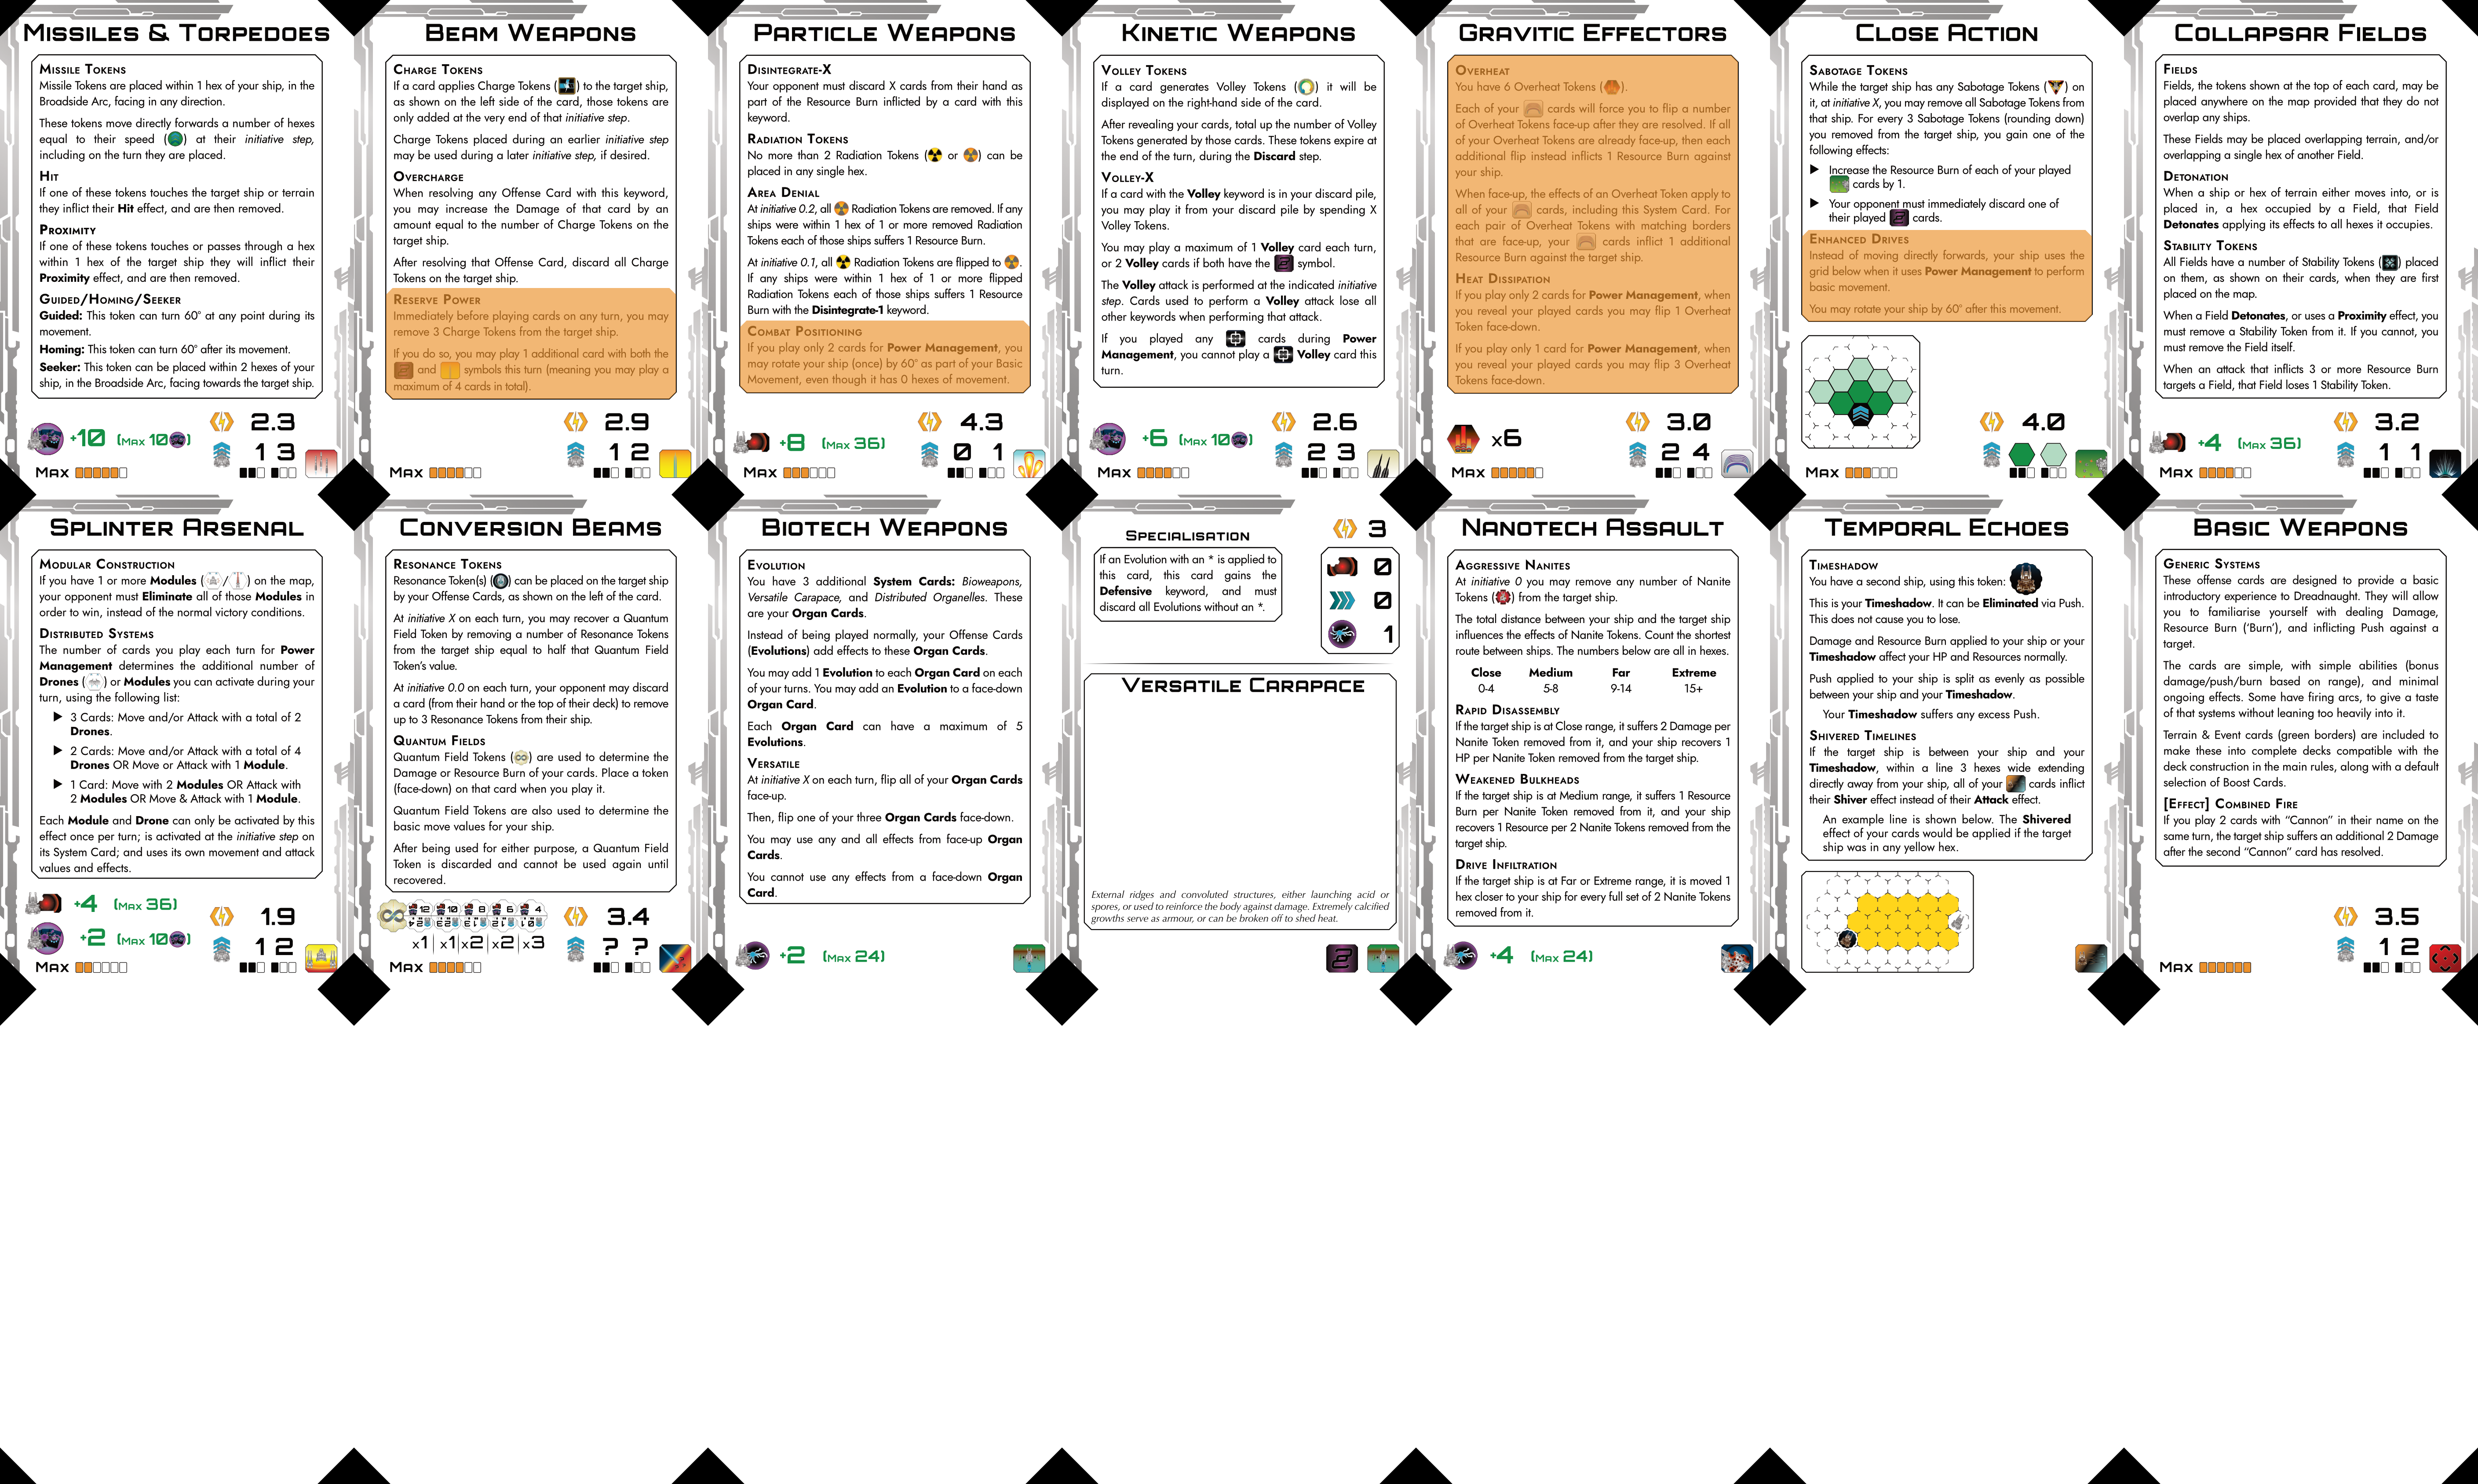 Missiles & Torpedoes
Missile Tokens
Missile Tokens are placed within 1 hex of your ship, in the
Broadside Arc, facing in any direction.
These tokens move directly forwards a number of hexes
equal to their speed ( ) at their initiative step,
including on the turn they are placed.
Hit
If one of these tokens touches the target ship or terrain
they inflict their Hit effect, and are then removed.
Proximity
If one of these tokens touches or passes through a hex
within 1 hex of the target ship they will inflict their
Proximity effect, and are then removed.
Guided/Homing/Seeker
Guided: This token can turn 60° at any point during its
movement.
Homing: This token can turn 60° after its movement.
Seeker: This token can be placed within 2 hexes of your
ship, in the Broadside Arc, facing towards the target ship.
+10 (Max 10 )
2.3
1 3
Max
Beam Weapons
Charge Tokens
If a card applies Charge Tokens ( ) to the target ship,
as shown on the left side of the card, those tokens are
only added at the very end of that initiative step.
Charge Tokens placed during an earlier initiative step
may be used during a later initiative step, if desired.
Overcharge
When resolving any Offense Card with this keyword,
you may increase the Damage of that card by an
amount equal to the number of Charge Tokens on the
target ship.
After resolving that Offense Card, discard all Charge
Tokens on the target ship.
Reserve Power
Immediately before playing cards on any turn, you may
remove 3 Charge Tokens from the target ship.
If you do so, you may play 1 additional card with both the
and symbols this turn (meaning you may play a
maximum of 4 cards in total).
2.9
1 2
Max
Particle Weapons
Disintegrate-X
Your opponent must discard X cards from their hand as
part of the Resource Burn inflicted by a card with this
keyword.
Radiation Tokens
No more than 2 Radiation Tokens ( or ) can be
placed in any single hex.
Area Denial
At initiative 0.2, all Radiation Tokens are removed. If any
ships were within 1 hex of 1 or more removed Radiation
Tokens each of those ships suffers 1 Resource Burn.
At initiative 0.1, all Radiation Tokens are flipped to .
If any ships were within 1 hex of 1 or more flipped
Radiation Tokens each of those ships suffers 1 Resource
Burn with the Disintegrate-1 keyword.
Combat Positioning
If you play only 2 cards for Power Management, you
may rotate your ship (once) by 60° as part of your Basic
Movement, even though it has 0 hexes of movement.
+8 (Max 36)
4.3
0 1
Max
Kinetic Weapons
Volley Tokens
If a card generates Volley Tokens ( ) it will be
displayed on the right-hand side of the card.
After revealing your cards, total up the number of Volley
Tokens generated by those cards. These tokens expire at
the end of the turn, during the Discard step.
Volley-X
If a card with the Volley keyword is in your discard pile,
you may play it from your discard pile by spending X
Volley Tokens.
You may play a maximum of 1 Volley card each turn,
or 2 Volley cards if both have the symbol.
The Volley attack is performed at the indicated initiative
step. Cards used to perform a Volley attack lose all
other keywords when performing that attack.
If you played any cards during Power
Management, you cannot play a Volley card this
turn.
+6 (Max 10 )
2.6
2 3
Max
Gravitic Effectors
Overheat
You have 6 Overheat Tokens ( ).
Each of your cards will force you to flip a number
of Overheat Tokens face-up after they are resolved. If all
of your Overheat Tokens are already face-up, then each
additional flip instead inflicts 1 Resource Burn against
your ship.
When face-up, the effects of an Overheat Token apply to
all of your cards, including this System Card. For
each pair of Overheat Tokens with matching borders
that are face-up, your cards inflict 1 additional
Resource Burn against the target ship.
Heat Dissipation
If you play only 2 cards for Power Management, when
you reveal your played cards you may flip 1 Overheat
Token face-down.
If you play only 1 card for Power Management, when
you reveal your played cards you may flip 3 Overheat
Tokens face-down.
x6
3.0
2 4
Max
Close Action
Sabotage Tokens
While the target ship has any Sabotage Tokens ( ) on
it, at initiative X, you may remove all Sabotage Tokens from
that ship. For every 3 Sabotage Tokens (rounding down)
you removed from the target ship, you gain one of the
following effects:
Increase the Resource Burn of each of your played
cards by 1.
Your opponent must immediately discard one of
their played cards.
Enhanced Drives
Instead of moving directly forwards, your ship uses the
grid below when it uses Power Management to perform
basic movement.
You may rotate your ship by 60° after this movement.
4.0
Max
Collapsar Fields
Fields
Fields, the tokens shown at the top of each card, may be
placed anywhere on the map provided that they do not
overlap any ships.
These Fields may be placed overlapping terrain, and/or
overlapping a single hex of another Field.
Detonation
When a ship or hex of terrain either moves into, or is
placed in, a hex occupied by a Field, that Field
Detonates applying its effects to all hexes it occupies.
Stability Tokens
All Fields have a number of Stability Tokens ( ) placed
on them, as shown on their cards, when they are first
placed on the map.
When a Field Detonates, or uses a Proximity effect, you
must remove a Stability Token from it. If you cannot, you
must remove the Field itself.
When an attack that inflicts 3 or more Resource Burn
targets a Field, that Field loses 1 Stability Token.
+4 (Max 36)
3.2
1 1
Max
Splinter Arsenal
Modular Construction
If you have 1 or more Modules ( / ) on the map,
your opponent must Eliminate all of those Modules in
order to win, instead of the normal victory conditions.
Distributed Systems
The number of cards you play each turn for Power
Management determines the additional number of
Drones ( ) or Modules you can activate during your
turn, using the following list:
3 Cards: Move and/or Attack with a total of 2
Drones.
2 Cards: Move and/or Attack with a total of 4
Drones OR Move or Attack with 1 Module.
1 Card: Move with 2 Modules OR Attack with
2 Modules OR Move & Attack with 1 Module.
Each Module and Drone can only be activated by this
effect once per turn; is activated at the initiative step on
its System Card; and uses its own movement and attack
values and effects.
+4 (Max 36)
+2 (Max 10 )
1.9
1 2
Max
Conversion Beams
Resonance Tokens
Resonance Token(s) ( ) can be placed on the target ship
by your Offense Cards, as shown on the left of the card.
At initiative X on each turn, you may recover a Quantum
Field Token by removing a number of Resonance Tokens
from the target ship equal to half that Quantum Field
Token's value.
At initiative 0.0 on each turn, your opponent may discard
a card (from their hand or the top of their deck) to remove
up to 3 Resonance Tokens from their ship.
Quantum Fields
Quantum Field Tokens ( ) are used to determine the
Damage or Resource Burn of your cards. Place a token
(face-down) on that card when you play it.
Quantum Field Tokens are also used to determine the
basic move values for your ship.
After being used for either purpose, a Quantum Field
Token is discarded and cannot be used again until
recovered.
12 10 8 6 4
x1 x1 x2 x2 x3
3.4
? ?
Max
Biotech Weapons
Evolution
You have 3 additional System Cards: Bioweapons,
Versatile Carapace, and Distributed Organelles. These
are your Organ Cards.
Instead of being played normally, your Offense Cards
(Evolutions) add effects to these Organ Cards.
You may add 1 Evolution to each Organ Card on each
of your turns. You may add an Evolution to a face-down
Organ Card.
Each Organ Card can have a maximum of 5
Evolutions.
Versatile
At initiative X on each turn, flip all of your Organ Cards
face-up.
Then, flip one of your three Organ Cards face-down.
You may use any and all effects from face-up Organ
Cards.
You cannot use any effects from a face-down Organ
Card.
+2 (Max 24)
Specialisation
If an Evolution with an * is applied to
this card, this card gains the
Defensive keyword, and must
discard all Evolutions without an *.
3
0
0
1
Versatile Carapace
External ridges and convoluted structures, either launching acid or
spores, or used to reinforce the body against damage. Extremely calcified
growths serve as armour, or can be broken off to shed heat.
Nanotech Assault
Aggressive Nanites
At initiative 0 you may remove any number of Nanite
Tokens ( ) from the target ship.
The total distance between your ship and the target ship
influences the effects of Nanite Tokens. Count the shortest
route between ships. The numbers below are all in hexes.
Close Medium Far Extreme
0-4 5-8 9-14 15+
Rapid Disassembly
If the target ship is at Close range, it suffers 2 Damage per
Nanite Token removed from it, and your ship recovers 1
HP per Nanite Token removed from the target ship.
Weakened Bulkheads
If the target ship is at Medium range, it suffers 1 Resource
Burn per Nanite Token removed from it, and your ship
recovers 1 Resource per 2 Nanite Tokens removed from the
target ship.
Drive Infiltration
If the target ship is at Far or Extreme range, it is moved 1
hex closer to your ship for every full set of 2 Nanite Tokens
removed from it.
+4 (Max 24)
Temporal Echoes
Timeshadow
You have a second ship, using this token:
This is your Timeshadow. It can be Eliminated via Push.
This does not cause you to lose.
Damage and Resource Burn applied to your ship or your
Timeshadow affect your HP and Resources normally.
Push applied to your ship is split as evenly as possible
between your ship and your Timeshadow.
Your Timeshadow suffers any excess Push.
Shivered Timelines
If the target ship is between your ship and your
Timeshadow, within a line 3 hexes wide extending
directly away from your ship, all of your cards inflict
their Shiver effect instead of their Attack effect.
An example line is shown below. The Shivered
effect of your cards would be applied if the target
ship was in any yellow hex.
Basic Weapons
Generic Systems
These offense cards are designed to provide a basic
introductory experience to Dreadnaught. They will allow
you to familiarise yourself with dealing Damage,
Resource Burn ('Burn'), and inflicting Push against a
target.
The cards are simple, with simple abilities (bonus
damage/push/burn based on range), and minimal
ongoing effects. Some have firing arcs, to give a taste
of that systems without leaning too heavily into it.
Terrain & Event cards (green borders) are included to
make these into complete decks compatible with the
deck construction in the main rules, along with a default
selection of Boost Cards.
[Effect] Combined Fire
If you play 2 cards with "Cannon" in their name on the
same turn, the target ship suffers an additional 2 Damage
after the second "Cannon" card has resolved.
3.5
1 2
Max